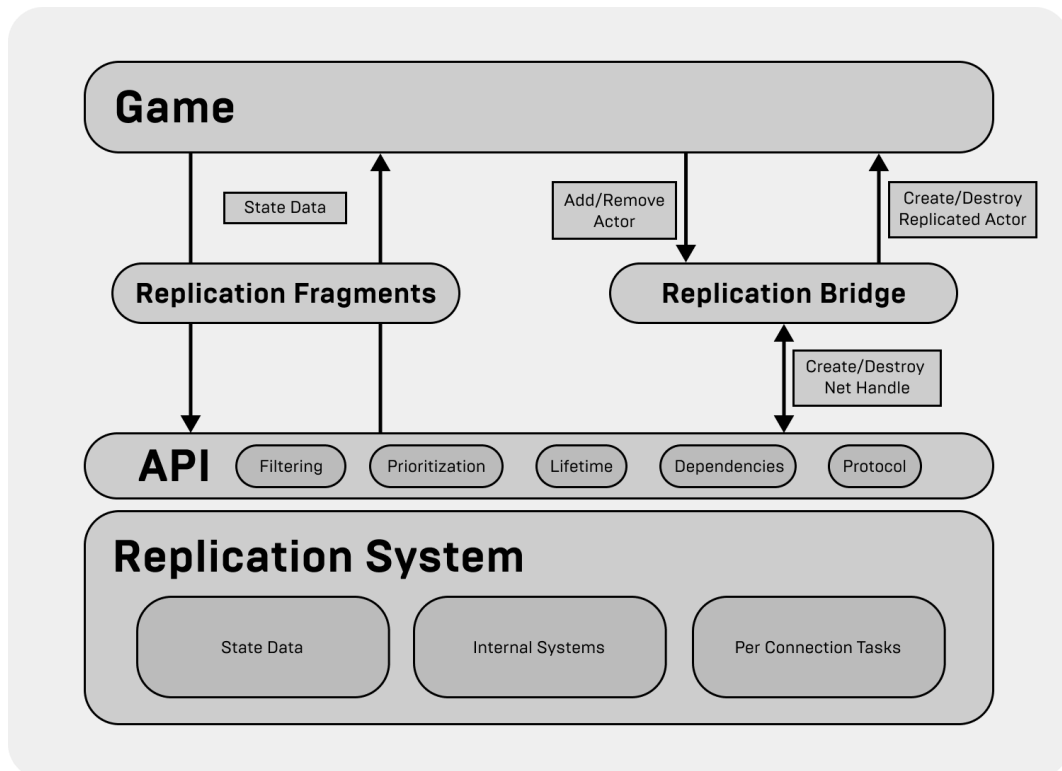 Game
State Data
Add/Remove
Actor
Create/Destroy
Replicated Actor
Replication Fragments
Replication Bridge
Create/Destroy
Net Handle
API
Filtering
Prioritization
Lifetime
Dependencies
Protocol
Replication System
State Data
Internal Systems
Per Connection Tasks